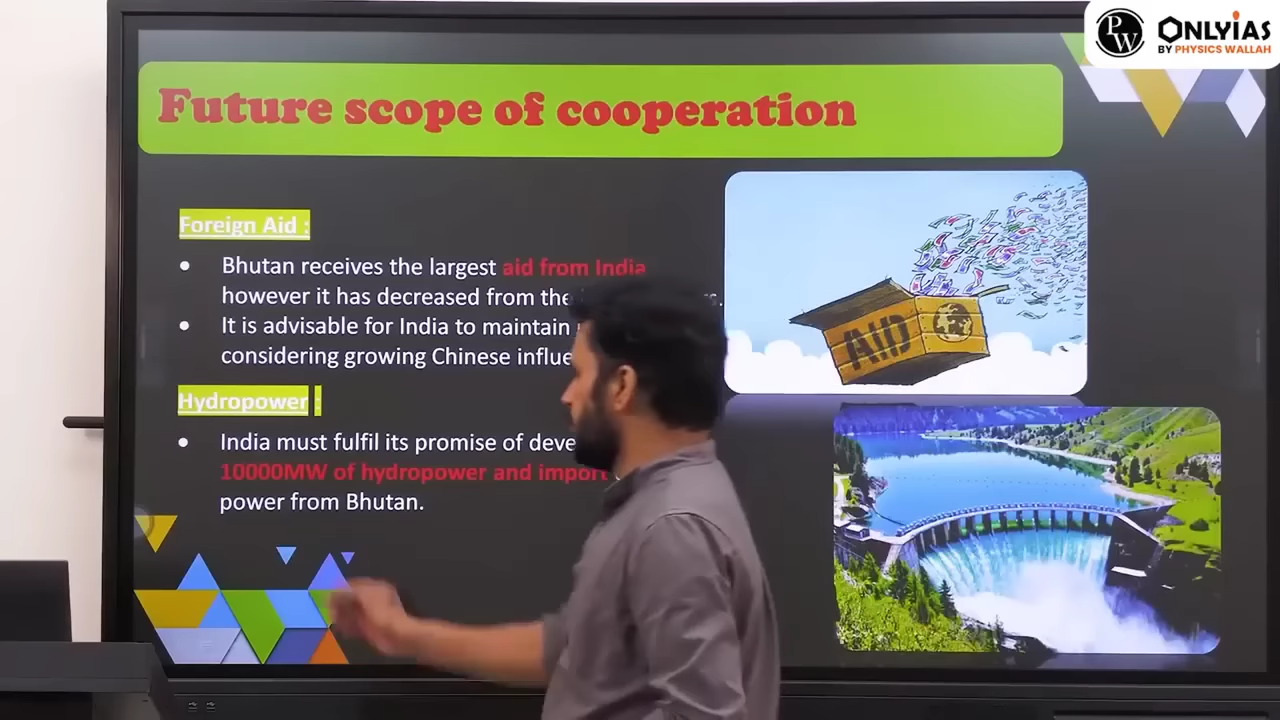 PW
ONLYIAS
BY PHYSICS WALLAH
Future scope of cooperation
Foreign Aid :
Bhutan receives the largest aid from India
however it has decreased from the
It is advisable for India to maintain
considering growing Chinese
Hydropower :
India must fulfil its promise of
10000MW of hydropower and import
power from Bhutan.
AID